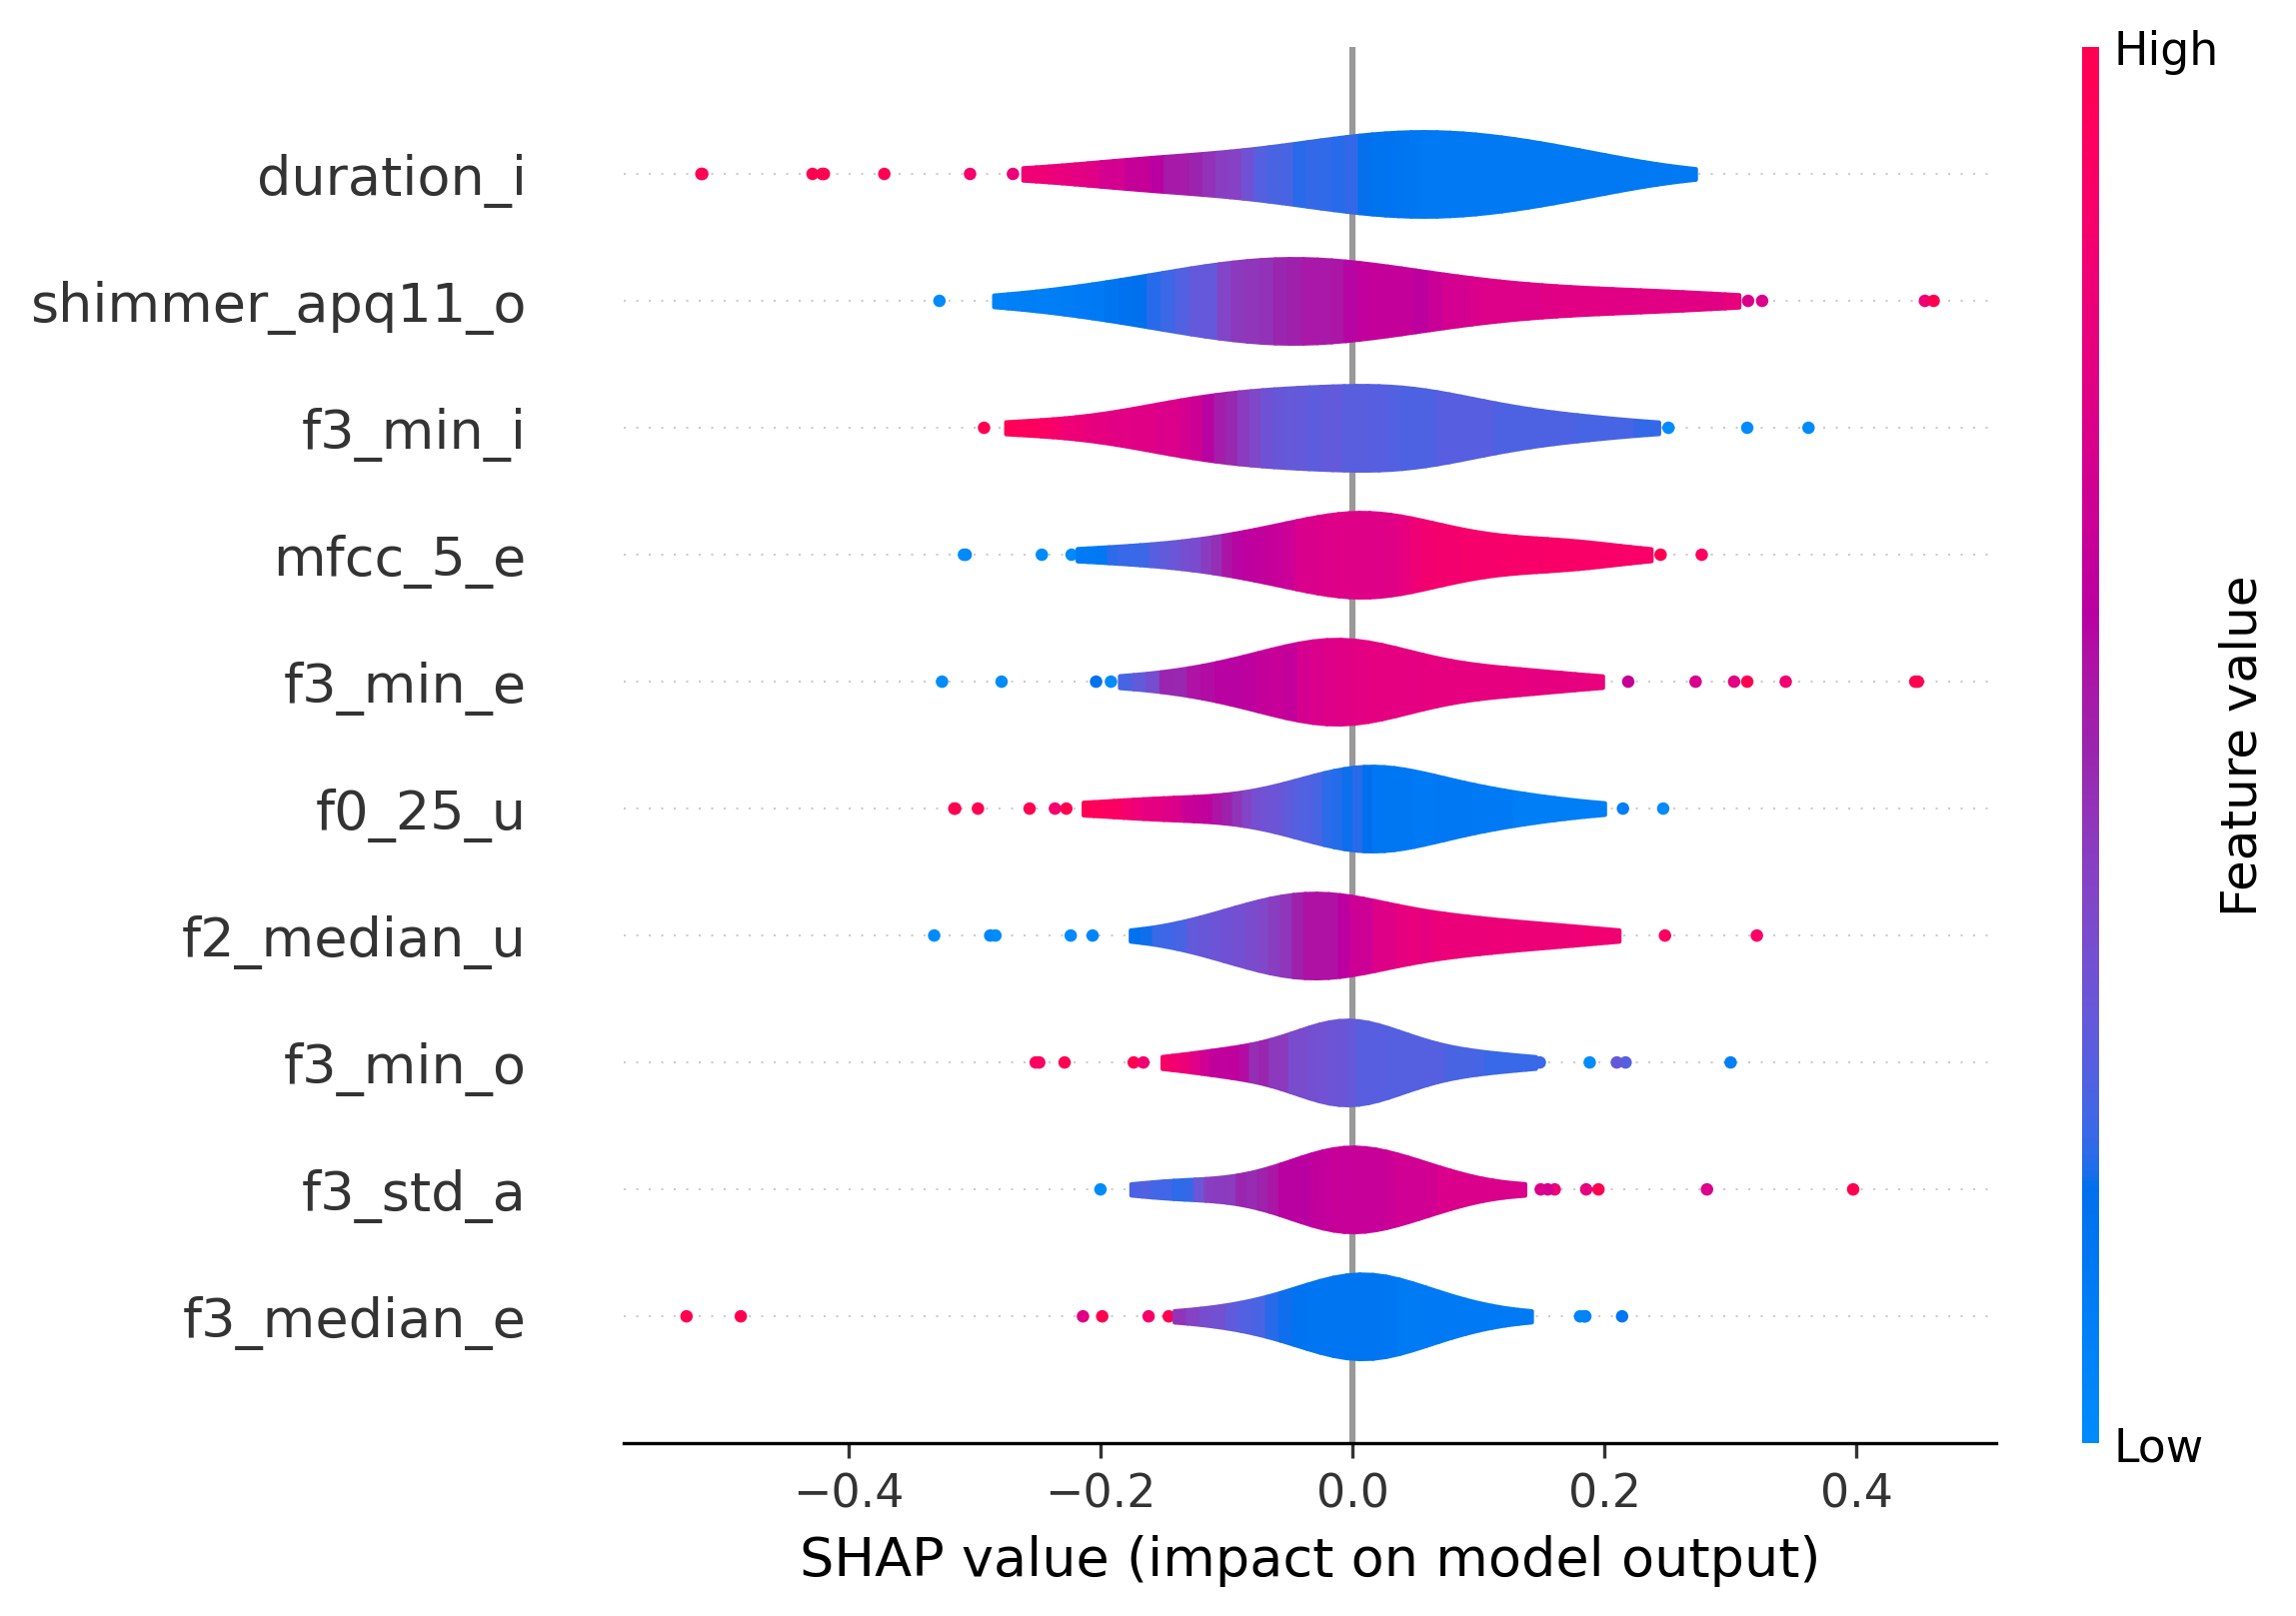 High
duration_i
shimmer_apq11_o
f3_min_i
mfcc_5_e
f3_min_e
f0_25_u
f2_median_u
f3_min_o
f3_std_a
f3_median_e
Feature value
Low
−0.4 −0.2 0.0 0.2 0.4
SHAP value (impact on model output)